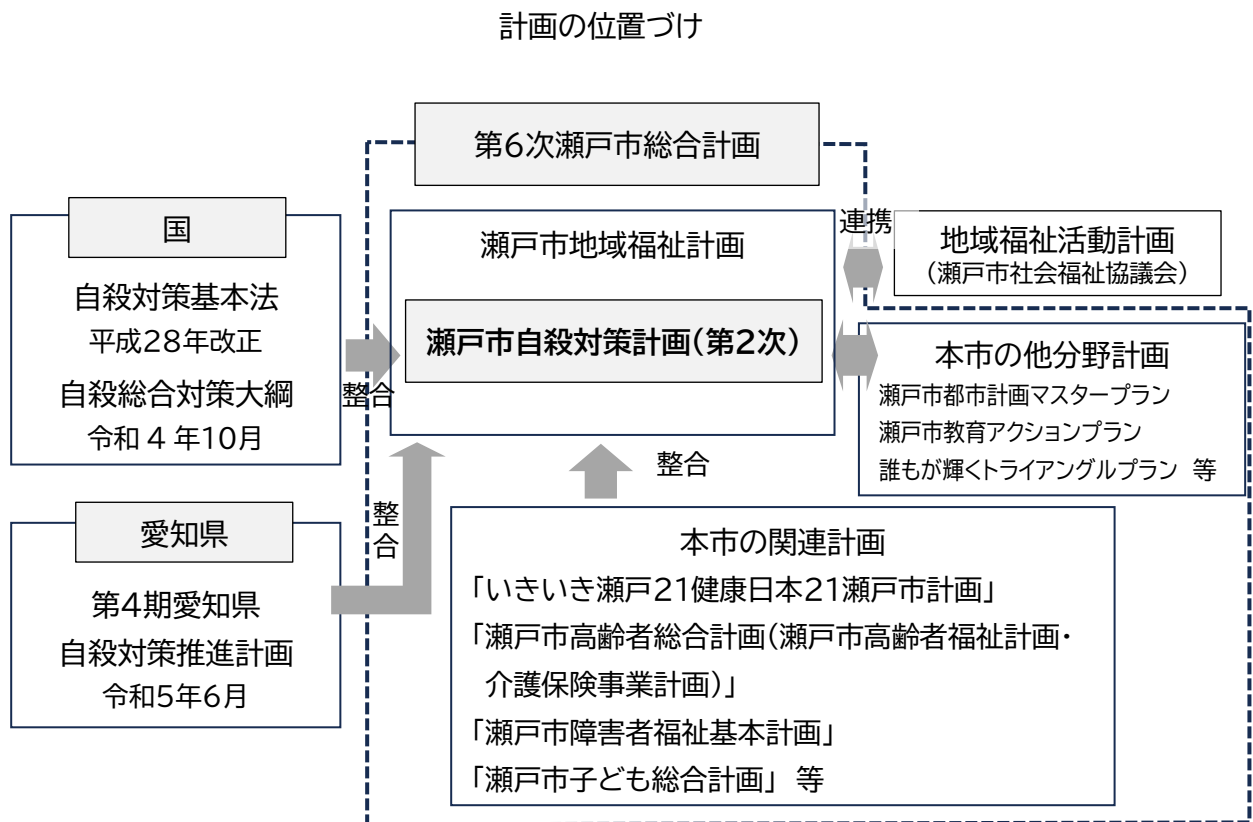 計画の位置づけ
第6次瀬戸市総合計画
国
自殺対策基本法
平成28年改正
自殺総合対策大綱
令和4年10月
整合
瀬戸市地域福祉計画
瀬戸市自殺対策計画(第2次)
連携
地域福祉活動計画
(瀬戸市社会福祉協議会)
本市の他分野計画
瀬戸市都市計画マスタープラン
瀬戸市教育アクションプラン
誰もが輝くトライアングルプラン 等
愛知県
第4期愛知県
自殺対策推進計画
令和5年6月
整合
整合
本市の関連計画
「いきいき瀬戸21健康日本21瀬戸市計画」
「瀬戸市高齢者総合計画(瀬戸市高齢者福祉計画・
介護保険事業計画)」
「瀬戸市障害者福祉基本計画」
「瀬戸市子ども総合計画」 等